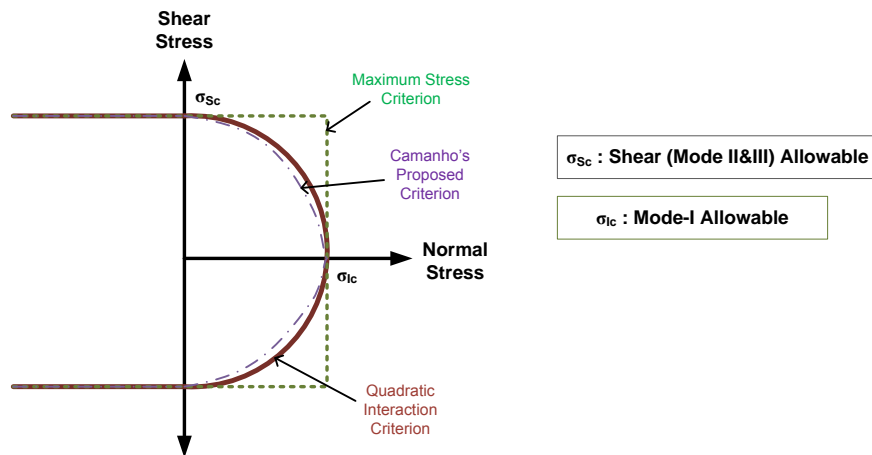 Shear
Stress
σSc
Maximum Stress
Criterion
Camanho's
Proposed
Criterion
σSc : Shear (Mode II&III) Allowable
σIc : Mode-I Allowable
Normal
Stress
σIc
Quadratic
Interaction
Criterion